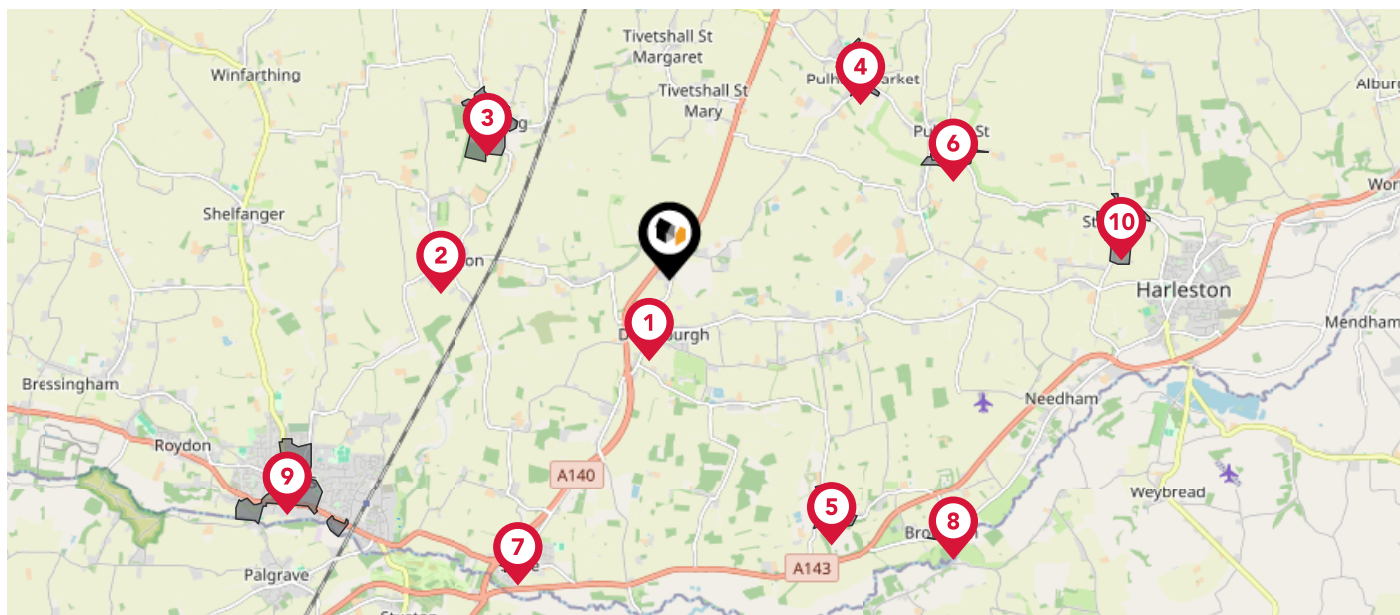 Tivetshall St
Margaret
Winfarthing
4
Tivetshall St
Mary
3
6
Shelfanger
10
2
1
Harleston
Bressingham
Needham
Roydon
A140
9
Weybread
5
8
7
A143
Palgrave